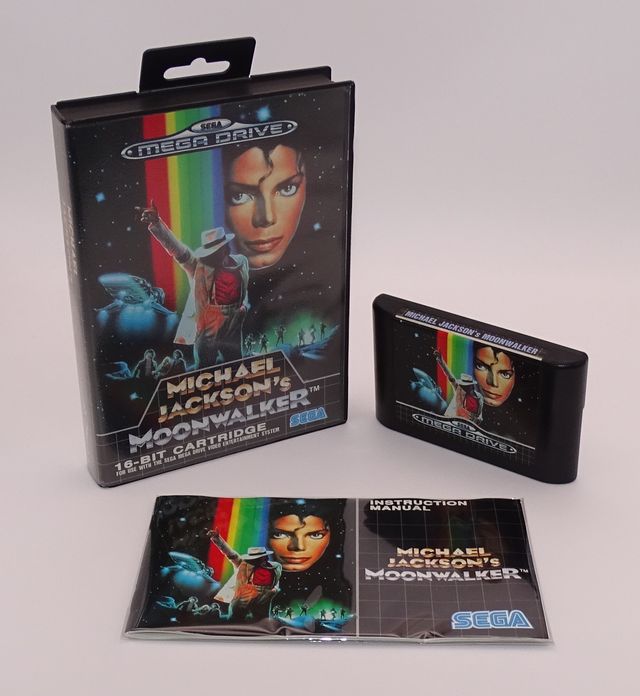 SEGA
MEGA DRIVE
MICHAEL
JACKSON'S
MOONWALKER™
SEGA
16-BIT CARTRIDGE
FOR USE WITH THE SEGA MEGA DRIVE VIDEO ENTERTAINMENT SYSTEM
MICHAEL JACKSON's MOONWALKER
SEGA
MEGA DRIVE
INSTRUCTION
MANUAL
MICHAEL
JACKSON'S
MOONWALKER™
SEGA